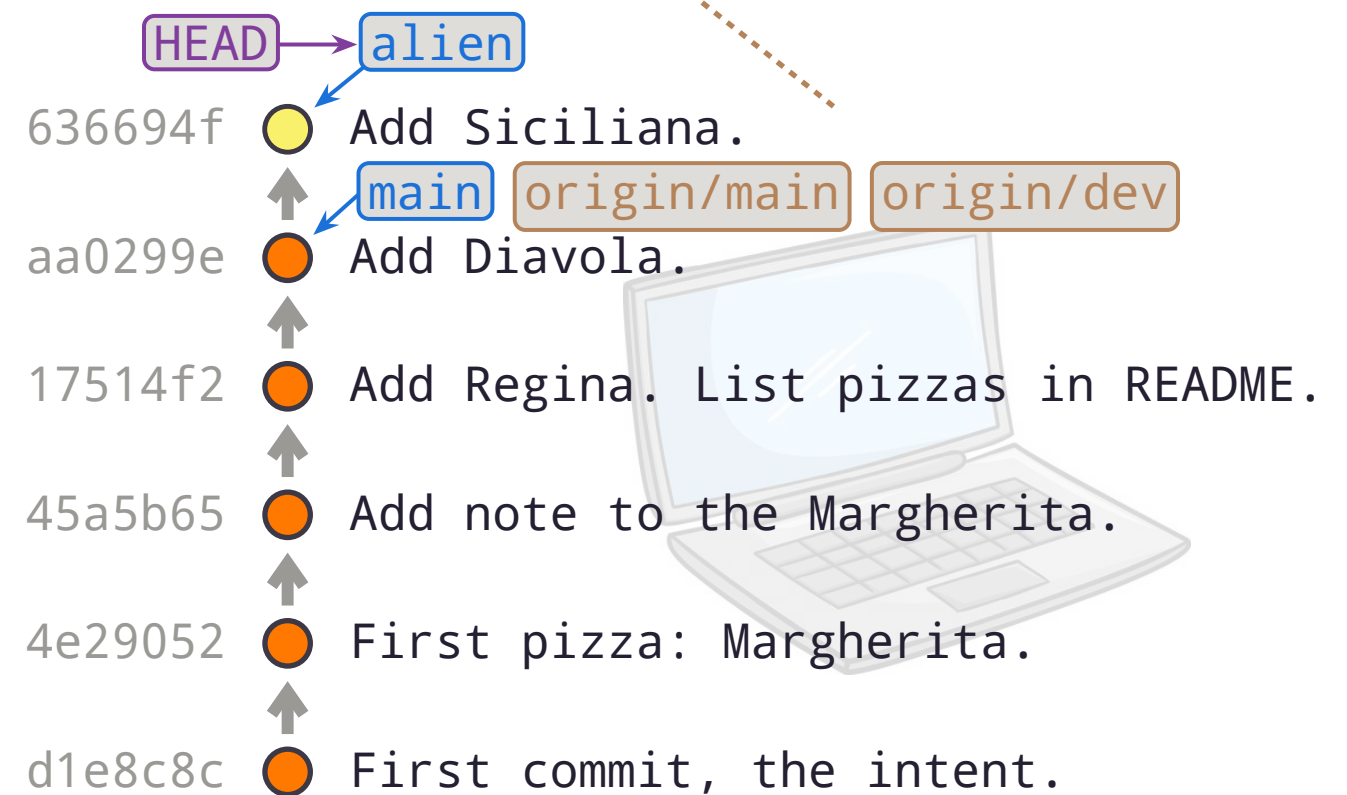 HEAD alien
636694f Add Siciliana.
main origin/main origin/dev
aa0299e Add Diavola.
17514f2 Add Regina. List pizzas in README.
45a5b65 Add note to the Margherita.
4e29052 First pizza: Margherita.
d1e8c8c First commit, the intent.